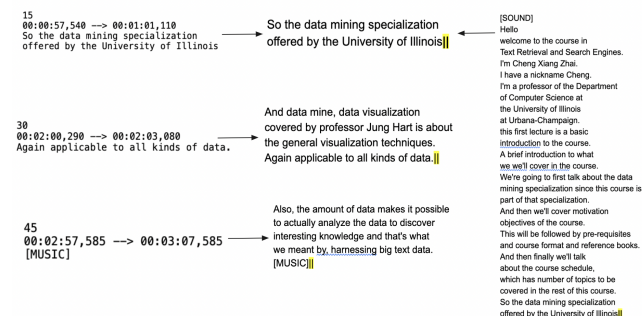 15
00:00:57,540 --> 00:01:01,110
So the data mining specialization
offered by the University of Illinois
So the data mining specialization
offered by the University of Illinois||
30
00:02:00,290 --> 00:02:03,080
Again applicable to all kinds of data.
And data mine, data visualization
covered by professor Jung Hart is about
the general visualization techniques.
Again applicable to all kinds of data.||
45
00:02:57,585 --> 00:03:07,585
[MUSIC]
Also, the amount of data makes it possible
to actually analyze the data to discover
interesting knowledge and that's what
we meant by, harnessing big text data.
[MUSIC]||
[SOUND]
Hello
welcome to the course in
Text Retrieval and Search Engines.
I'm Cheng Xiang Zhai.
I have a nickname Cheng.
I'm a professor of the Department
of Computer Science at
the University of Illinois
at Urbana-Champaign.
this first lecture is a basic
introduction to the course.
A brief introduction to what
we we'll cover in the course.
We're going to first talk about the data
mining specialization since this course is
part of that specialization.
And then we'll cover motivation
objectives of the course.
This will be followed by pre-requisites
and course format and reference books.
And then finally we'll talk
about the course schedule,
which has number of topics to be
covered in the rest of this course.
So the data mining specialization
offered by the University of Illinois||